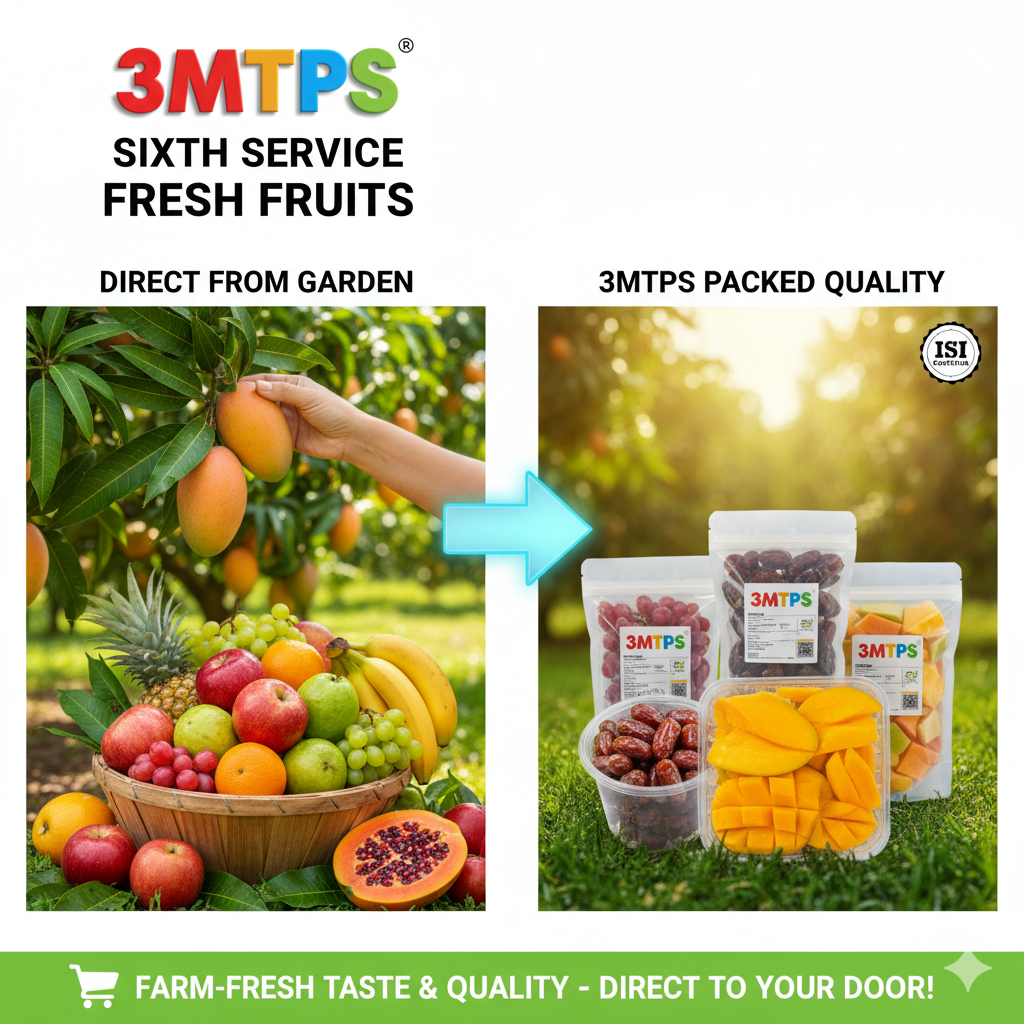 3MTPS®
SIXTH SERVICE
FRESH FRUITS
DIRECT FROM GARDEN
3MTPS PACKED QUALITY
ISI
3MTPS
3MTPS
3MTPS
FARM-FRESH TASTE & QUALITY - DIRECT TO YOUR DOOR!